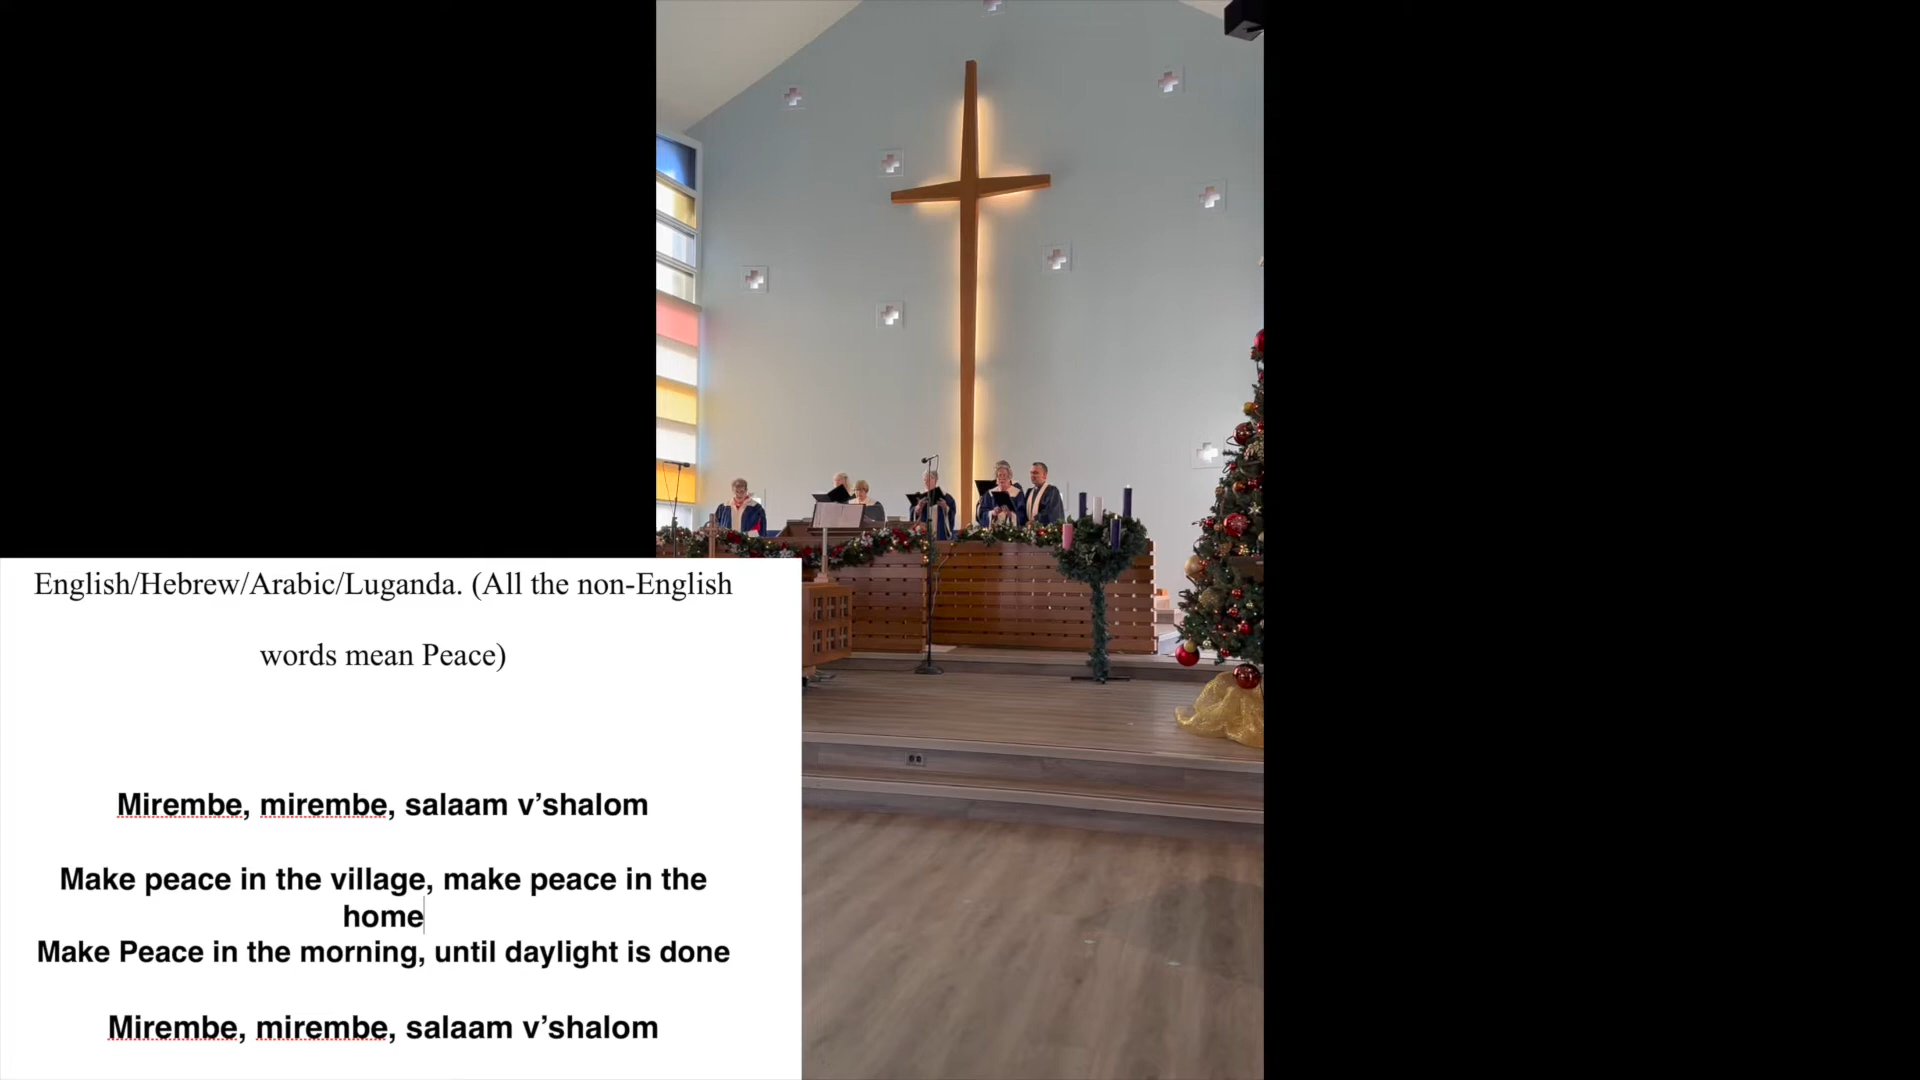 English/Hebrew/Arabic/Luganda. (All the non-English
words mean Peace)
Mirembe, mirembe, salaam v’shalom
Make peace in the village, make peace in the
home
Make Peace in the morning, until daylight is done
Mirembe, mirembe, salaam v’shalom